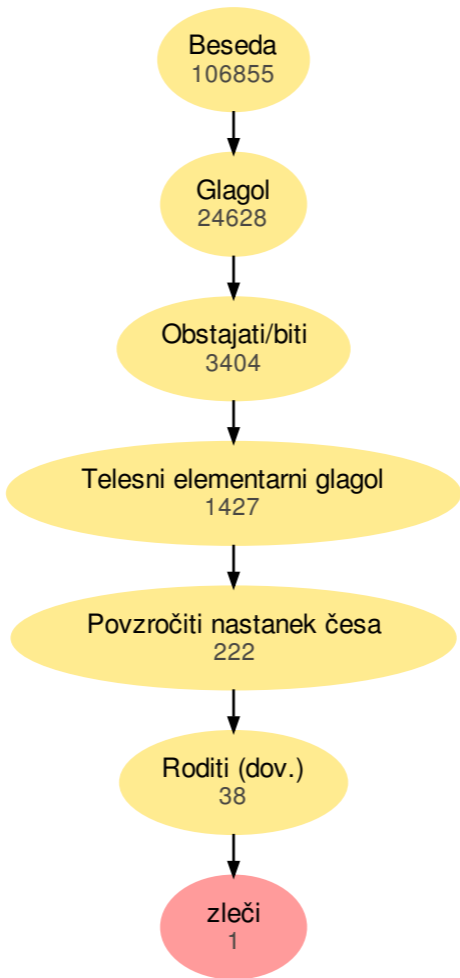 Beseda
106855
Glagol
24628
Obstajati/biti
3404
Telesni elementarni glagol
1427
Povzročiti nastanek česa
222
Roditi (dov.)
38
zleči
1